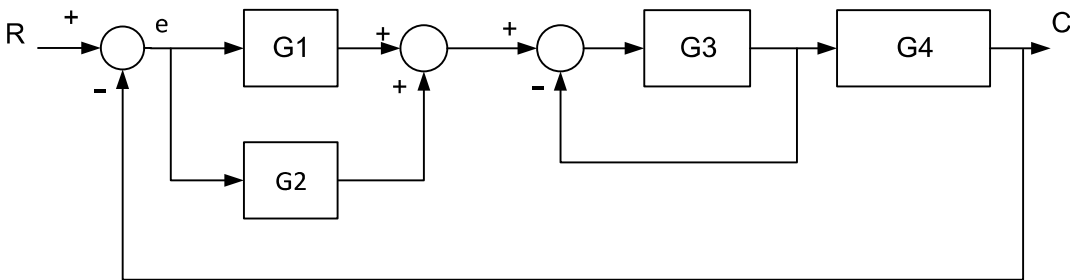 R + - e G1 + + + - G3 G4 C
G2